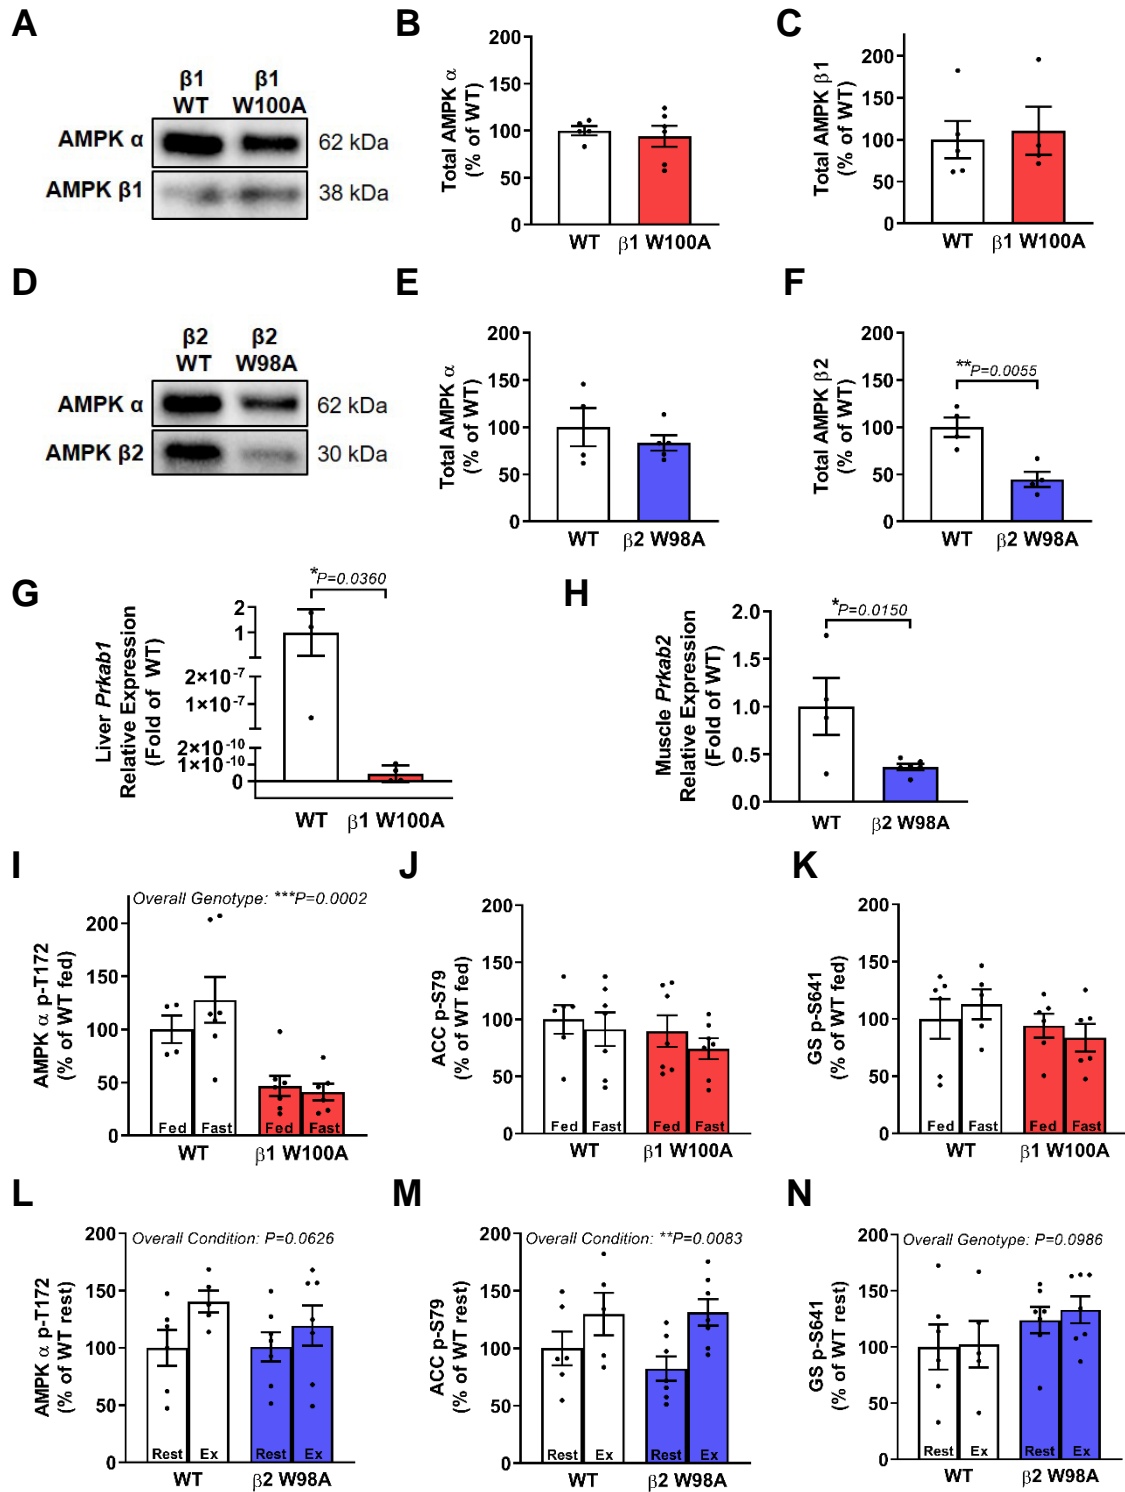 A
β1 β1
WT W100A
AMPK α 62 kDa
AMPK β1 38 kDa
B
Total AMPK α
(% of WT)
200
150
100
50
0
WT β1 W100A
C
Total AMPK β1
(% of WT)
200
150
100
50
0
WT β1 W100A
D
β2 β2
WT W98A
AMPK α 62 kDa
AMPK β2 30 kDa
E
Total AMPK α
(% of WT)
200
150
100
50
0
WT β2 W98A
F
Total AMPK β2
(% of WT)
200
150
100
50
0
**P=0.0055
WT β2 W98A
G
Liver Prkab1
Relative Expression
(Fold of WT)
*P=0.0360
2
1
2×10⁻⁷
1×10⁻⁷
2×10⁻¹⁰
1×10⁻¹⁰
0
WT β1 W100A
H
Muscle Prkab2
Relative Expression
(Fold of WT)
*P=0.0150
2.0
1.5
1.0
0.5
0.0
WT β2 W98A
I
Overall Genotype: ***P=0.0002
AMPK α p-T172
(% of WT fed)
200
150
100
50
0
Fed Fast Fed Fast
WT β1 W100A
J
ACC p-S79
(% of WT fed)
200
150
100
50
0
Fed Fast Fed Fast
WT β1 W100A
K
GS p-S641
(% of WT fed)
200
150
100
50
0
Fed Fast Fed Fast
WT β1 W100A
L
Overall Condition: P=0.0626
AMPK α p-T172
(% of WT rest)
200
150
100
50
0
Rest Ex Rest Ex
WT β2 W98A
M
Overall Condition: **P=0.0083
ACC p-S79
(% of WT rest)
200
150
100
50
0
Rest Ex Rest Ex
WT β2 W98A
N
Overall Genotype: P=0.0986
GS p-S641
(% of WT rest)
200
150
100
50
0
Rest Ex Rest Ex
WT β2 W98A